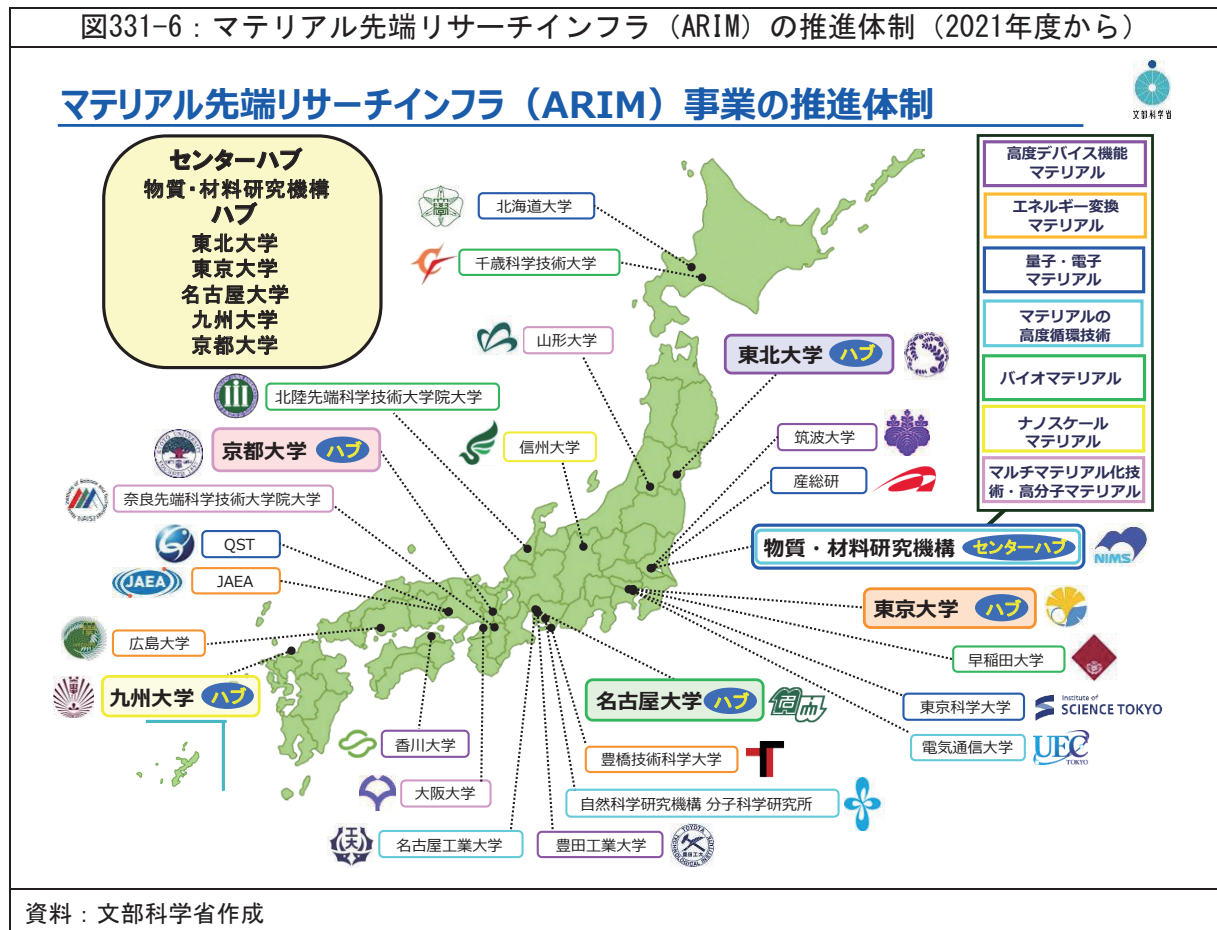 図331-6：マテリアル先端リサーチインフラ（ARIM）の推進体制（2021年度から）
マテリアル先端リサーチインフラ（ARIM）事業の推進体制
文部科学省
センターハブ
物質・材料研究機構
ハブ
東北大学
東京大学
名古屋大学
九州大学
京都大学
高度デバイス機能
マテリアル
エネルギー変換
マテリアル
量子・電子
マテリアル
マテリアルの
高度循環技術
バイオマテリアル
ナノスケール
マテリアル
マルチマテリアル化技
術・高分子マテリアル
北海道大学
千歳科学技術大学
山形大学
東北大学 ハブ
北陸先端科学技術大学院大学
京都大学 ハブ
信州大学
筑波大学
産総研
奈良先端科学技術大学院大学
QST
物質・材料研究機構 センターハブ
NIMS
JAEA
JAEA
東京大学 ハブ
広島大学
早稲田大学
九州大学 ハブ
名古屋大学 ハブ
東京科学大学
Institute of
SCIENCE TOKYO
香川大学
豊橋技術科学大学
電気通信大学
UEC
TOKYO
大阪大学
自然科学研究機構 分子科学研究所
名古屋工業大学
豊田工業大学
資料：文部科学省作成